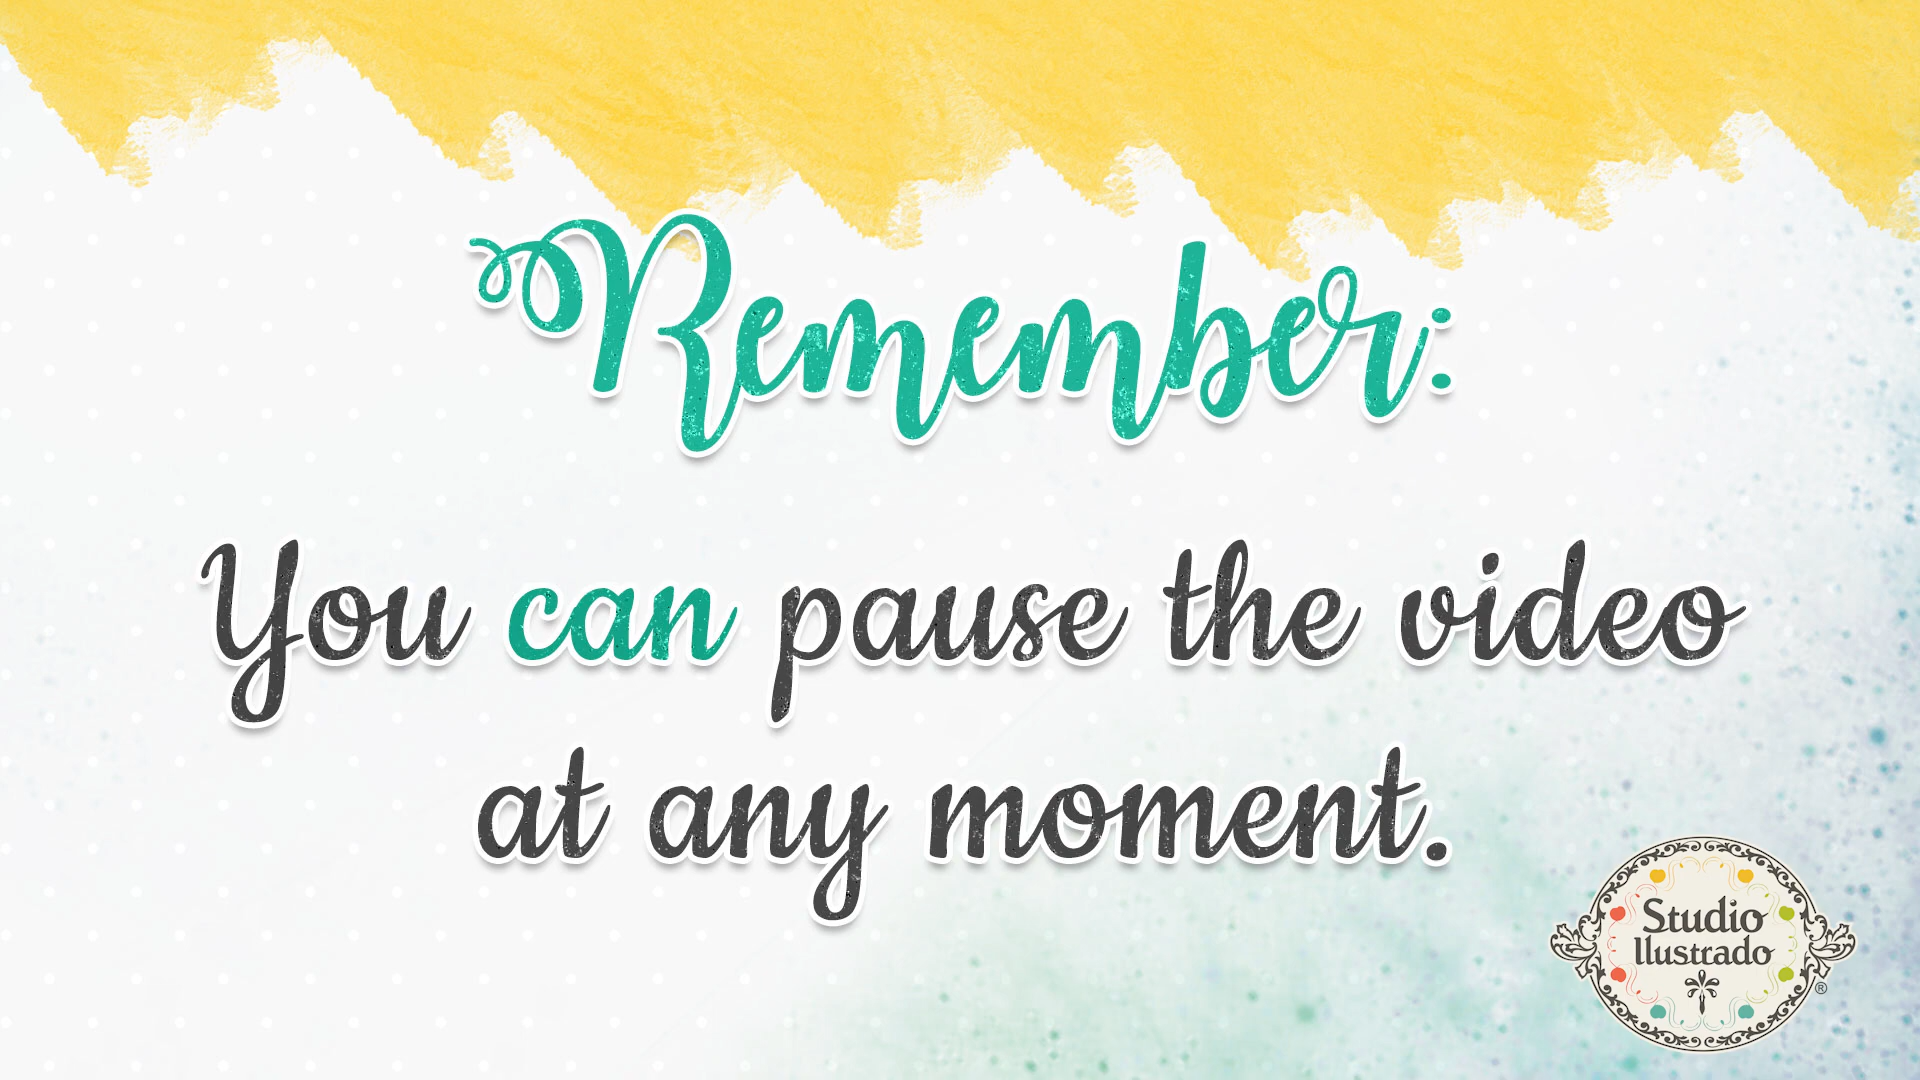 Remember:
You can pause the video
at any moment.
Studio
Ilustrado
®